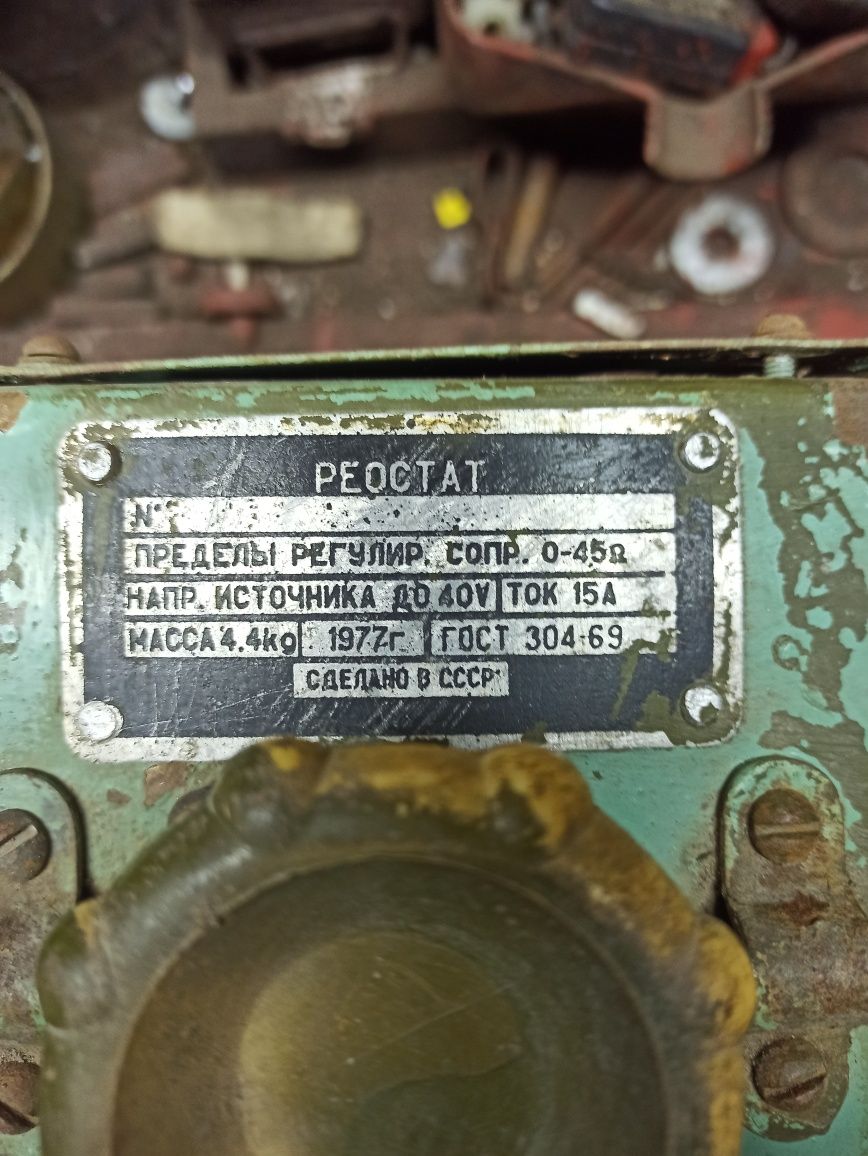 РЕОСТАТ
N°
ПРЕДЕЛЫ РЕГУЛИР. СОПР. 0-45Ω
НАПР. ИСТОЧНИКА ДО 40V ТОК 15А
МАССА 4.4kg 1977г ГОСТ 304-69
СДЕЛАНО В СССР